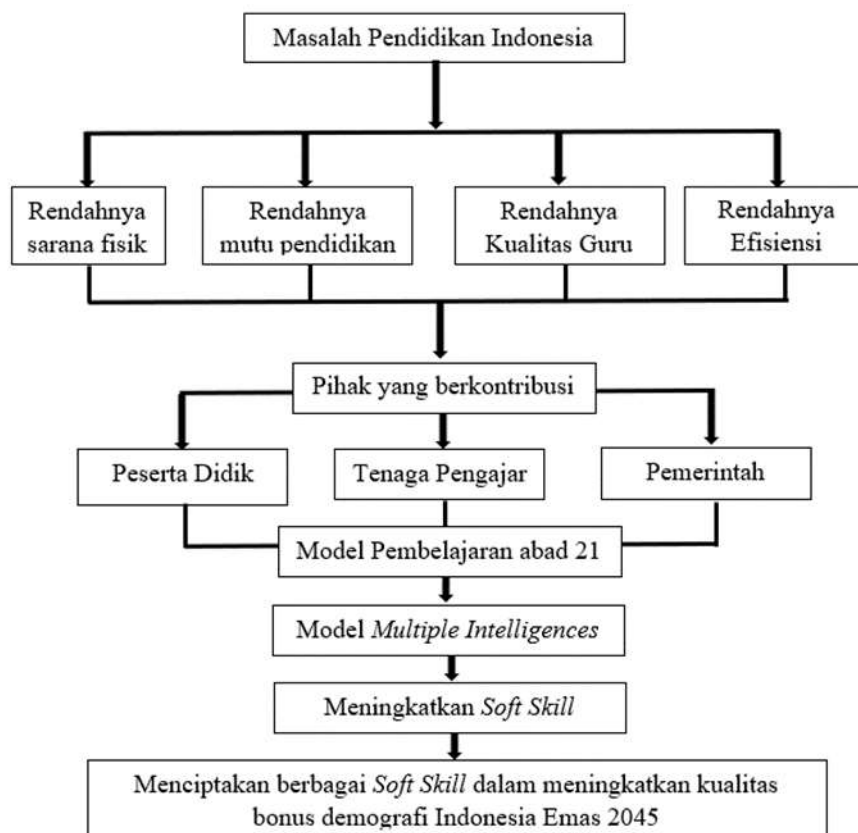 Masalah Pendidikan Indonesia
Rendahnya
sarana fisik
Rendahnya
mutu pendidikan
Rendahnya
Kualitas Guru
Rendahnya
Efisiensi
Pihak yang berkontribusi
Peserta Didik
Tenaga Pengajar
Pemerintah
Model Pembelajaran abad 21
Model Multiple Intelligences
Meningkatkan Soft Skill
Menciptakan berbagai Soft Skill dalam meningkatkan kualitas
bonus demografi Indonesia Emas 2045